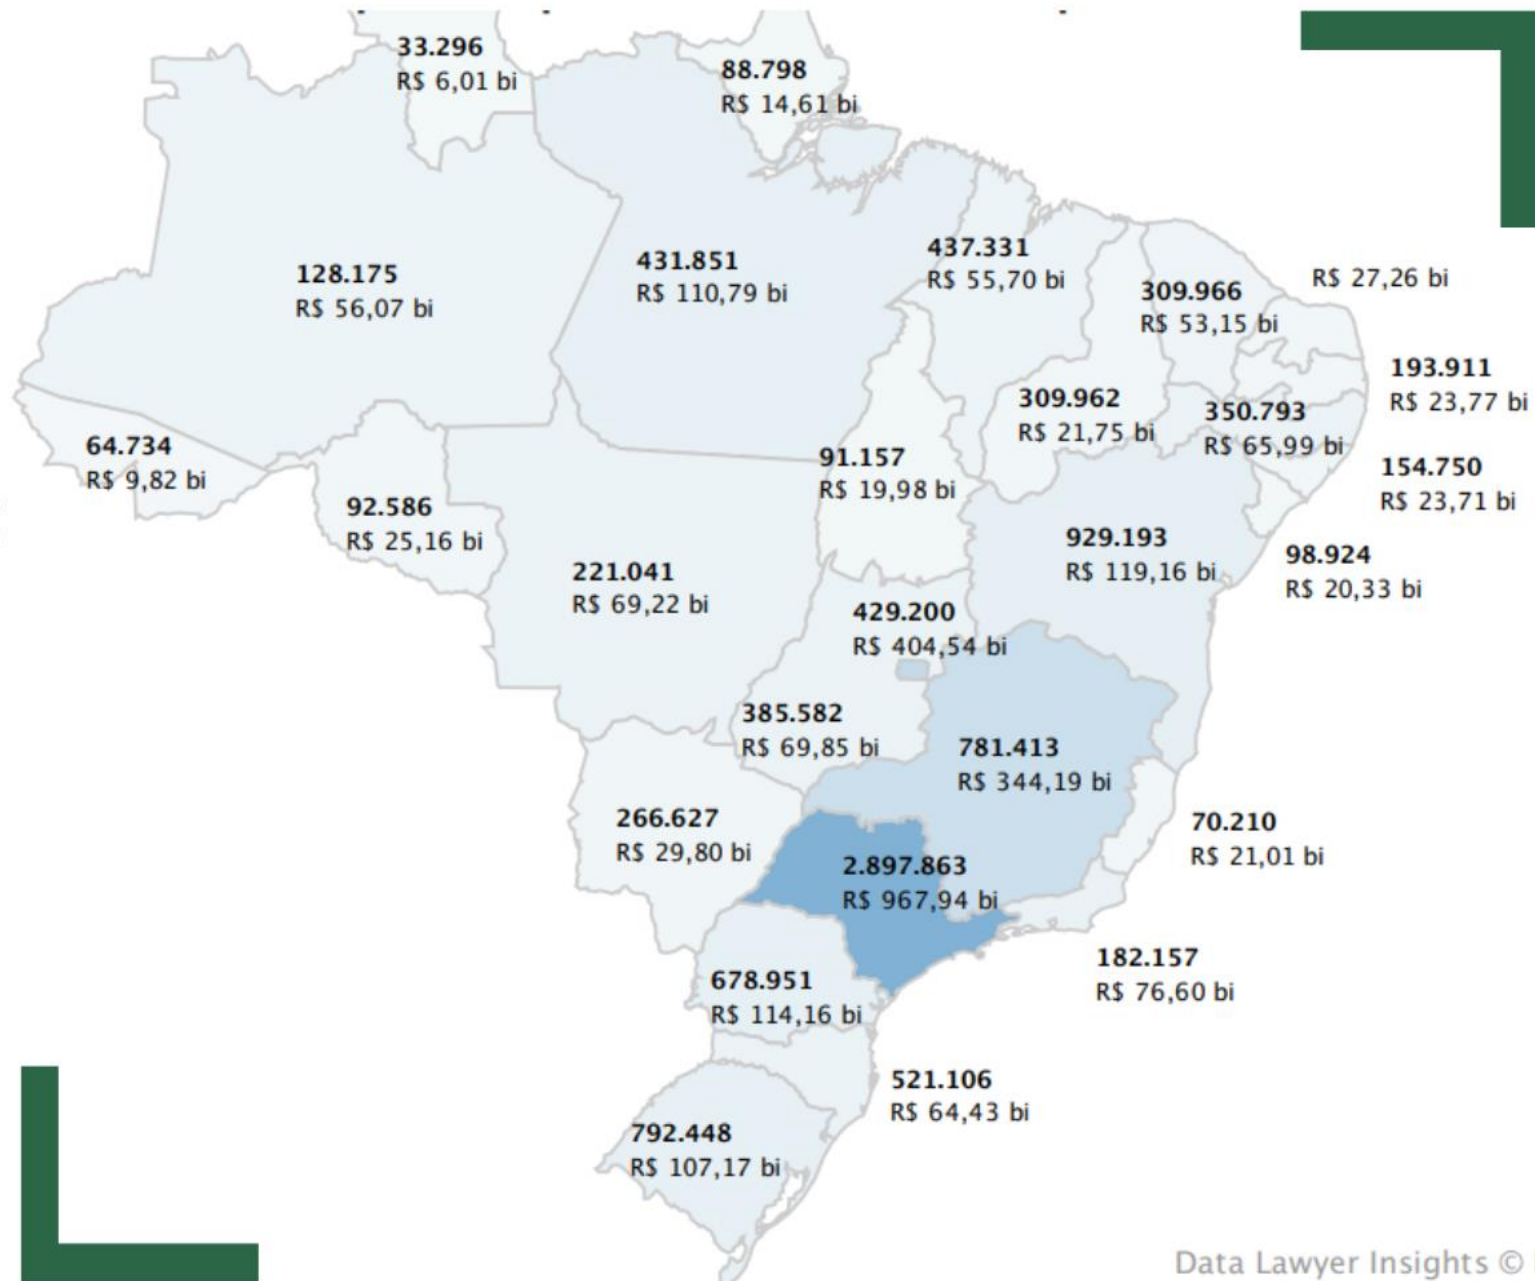 33.296
R$ 6,01 bi
88.798
R$ 14,61 bi
128.175
R$ 56,07 bi
431.851
R$ 110,79 bi
437.331
R$ 55,70 bi
309.966
R$ 53,15 bi
R$ 27,26 bi
193.911
R$ 23,77 bi
309.962
R$ 21,75 bi
350.793
R$ 65,99 bi
64.734
R$ 9,82 bi
91.157
R$ 19,98 bi
154.750
R$ 23,71 bi
92.586
R$ 25,16 bi
929.193
R$ 119,16 bi
98.924
R$ 20,33 bi
221.041
R$ 69,22 bi
429.200
R$ 404,54 bi
385.582
R$ 69,85 bi
781.413
R$ 344,19 bi
266.627
R$ 29,80 bi
70.210
R$ 21,01 bi
2.897.863
R$ 967,94 bi
182.157
R$ 76,60 bi
678.951
R$ 114,16 bi
521.106
R$ 64,43 bi
792.448
R$ 107,17 bi
Data Lawyer Insights ©